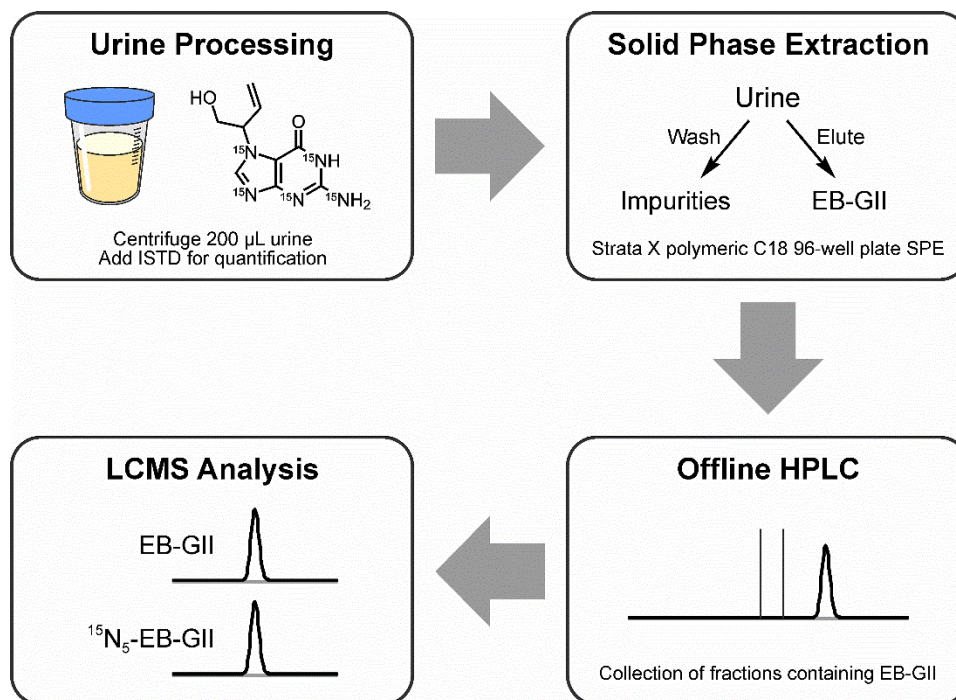 Urine Processing
HO
O
15N
15NH
15N
15N
15NH2
Centrifuge 200 µL urine
Add ISTD for quantification
Solid Phase Extraction
Urine
Wash
Elute
Impurities
EB-GII
Strata X polymeric C18 96-well plate SPE
Offline HPLC
Collection of fractions containing EB-GII
LCMS Analysis
EB-GII
¹⁵N₅-EB-GII